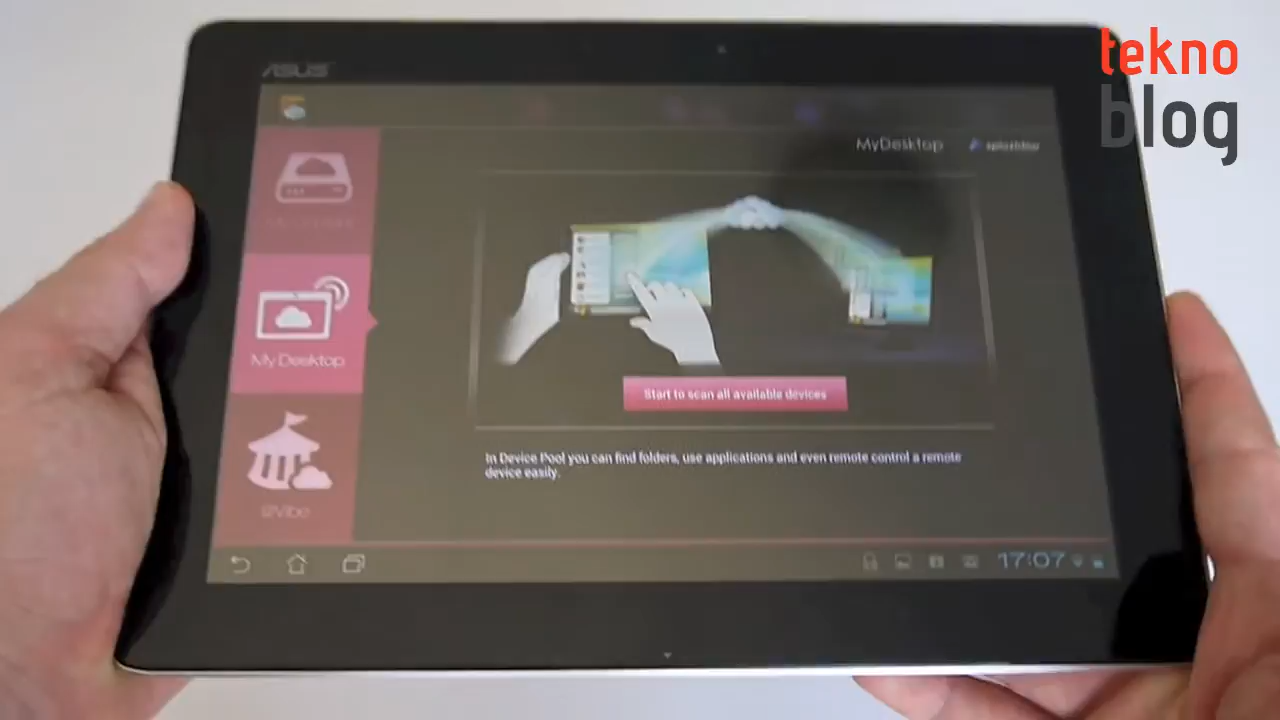 tekno
blog
ASUS
MyDesktop
My Desktop
Start to scan all available devices
In Device Pool you can find folders, use applications and even remote control a remote
device easily.
@Vibe
17:07